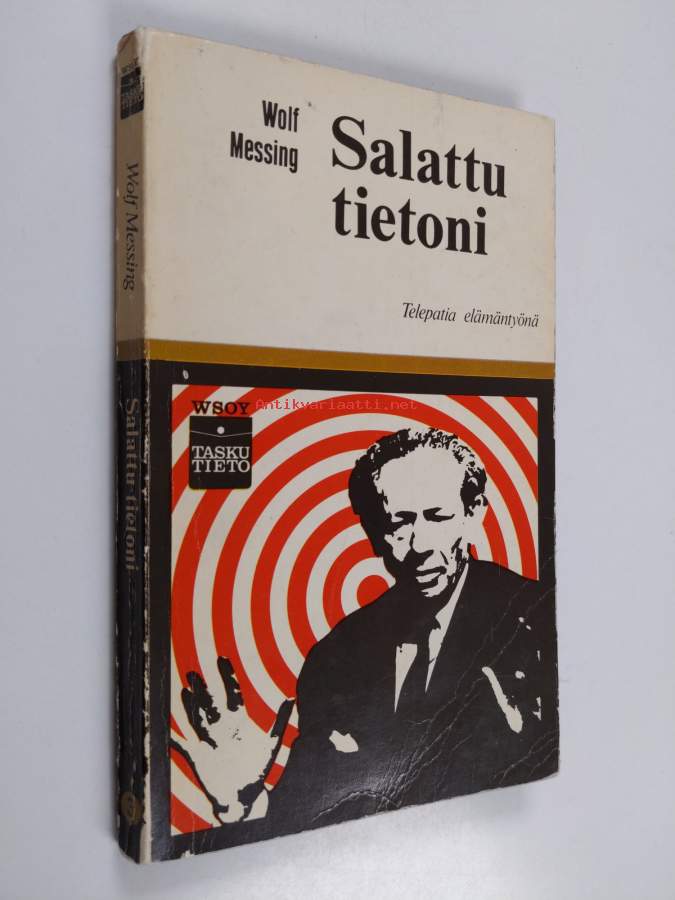 Wolf
Messing
Salattu
tietoni
Telepatia elämäntyönä
WSOY
TASKU
TIETO
Antikvariaatti.net
Wolf Messing
Salattu tietoni